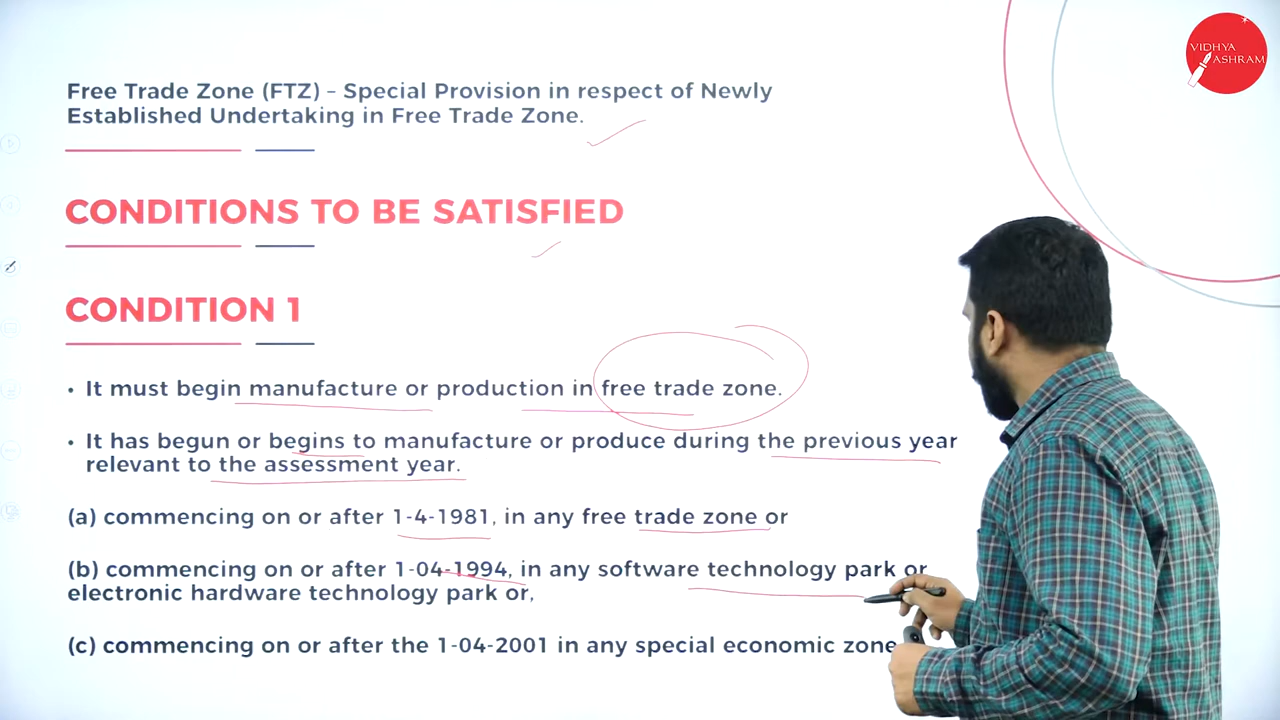 VIDHYA
ASHRAM
Free Trade Zone (FTZ) – Special Provision in respect of Newly
Established Undertaking in Free Trade Zone.
CONDITIONS TO BE SATISFIED
CONDITION 1
• It must begin manufacture or production in free trade zone.
• It has begun or begins to manufacture or produce during the previous year
relevant to the assessment year.
(a) commencing on or after 1-4-1981, in any free trade zone or
(b) commencing on or after 1-04-1994, in any software technology park or
electronic hardware technology park or,
(c) commencing on or after the 1-04-2001 in any special economic zone